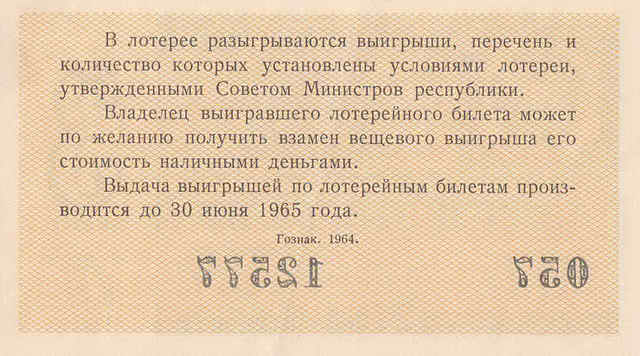 В лотерее разыгрываются выигрыши, перечень и
количество которых установлены условиями лотереи,
утвержденными Советом Министров республики.
Владелец выигравшего лотерейного билета может
по желанию получить взамен вещевого выигрыша его
стоимость наличными деньгами.
Выдача выигрышей по лотерейным билетам произ-
водится до 30 июня 1965 года.
Гознак. 1964.
12577 057